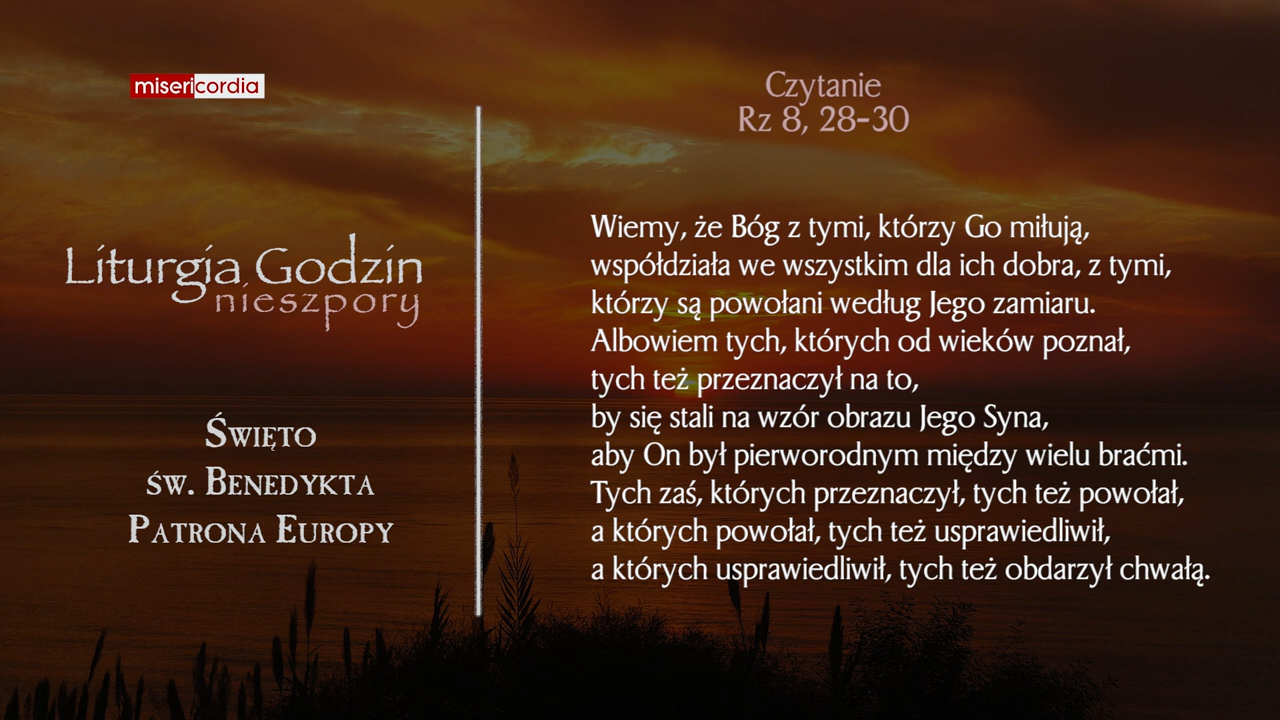 misericordia
Liturgia Godzin
nieszpory
Święto
św. Benedykta
Patrona Europy
Czytanie
Rz 8, 28-30
Wiemy, że Bóg z tymi, którzy Go miłują,
współdziała we wszystkim dla ich dobra, z tymi,
którzy są powołani według Jego zamiaru.
Albowiem tych, których od wieków poznał,
tych też przeznaczył na to,
by się stali na wzór obrazu Jego Syna,
aby On był pierworodnym między wielu braćmi.
Tych zaś, których przeznaczył, tych też powołał,
a których powołał, tych też usprawiedliwił,
a których usprawiedliwił, tych też obdarzył chwałą.